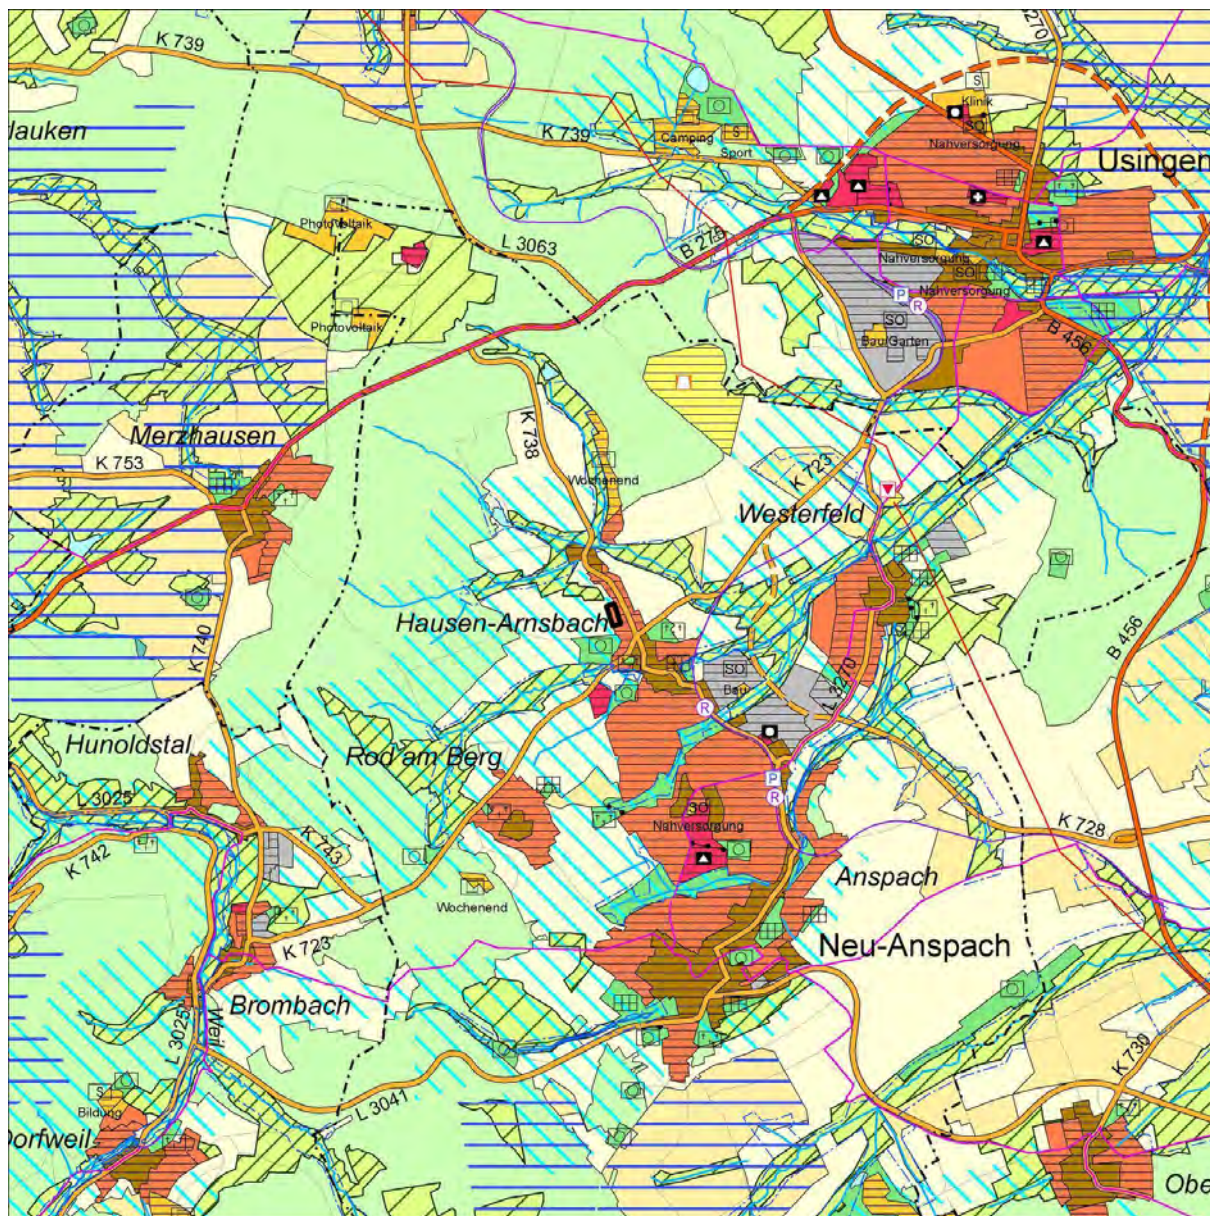 K 739
3270
S
Klinik
SO
Nahversorgung
lauken
K 739
Camping
S
Sport
Usingen
Photovoltaik
L 3063
B 275
SO
Nahversorgung
SO
Nahversorgung
P
R
Photovoltaik
SO
Bau/Garten
B 456
Merzhausen
K 753
K 738
Wochenend
K 723
Westerfeld
Hausen-Arnsbach
K 740
B 456
SO
Bau
L 3270
R
Hunoldstal
Rod am Berg
P
R
L 3025
SO
Nahversorgung
K 728
K 742
K 743
Anspach
Wochenend
K 723
Neu-Anspach
Brombach
L 3025
Weil
K 730
S
Bildung
L 3041
Dorfweil
Obe